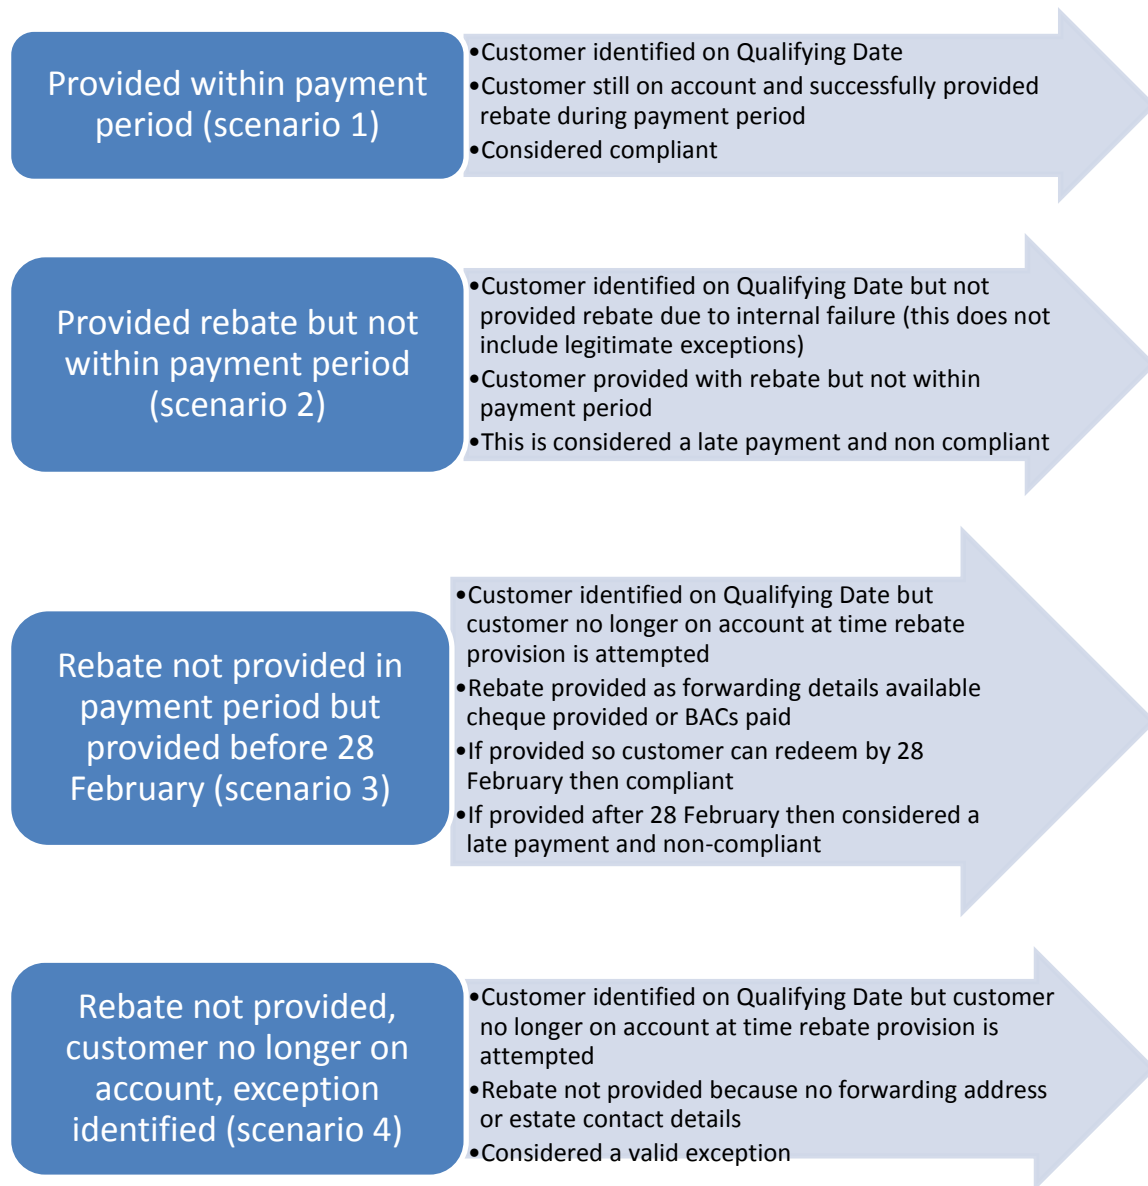 Provided within payment
period (scenario 1)
•Customer identified on Qualifying Date
•Customer still on account and successfully provided
rebate during payment period
•Considered compliant
Provided rebate but not
within payment period
(scenario 2)
•Customer identified on Qualifying Date but not
provided rebate due to internal failure (this does not
include legitimate exceptions)
•Customer provided with rebate but not within
payment period
•This is considered a late payment and non compliant
Rebate not provided in
payment period but
provided before 28
February (scenario 3)
•Customer identified on Qualifying Date but
customer no longer on account at time rebate
provision is attempted
•Rebate provided as forwarding details available
cheque provided or BACs paid
•If provided so customer can redeem by 28
February then compliant
•If provided after 28 February then considered a
late payment and non-compliant
Rebate not provided,
customer no longer on
account, exception
identified (scenario 4)
•Customer identified on Qualifying Date but customer
no longer on account at time rebate provision is
attempted
•Rebate not provided because no forwarding address
or estate contact details
•Considered a valid exception